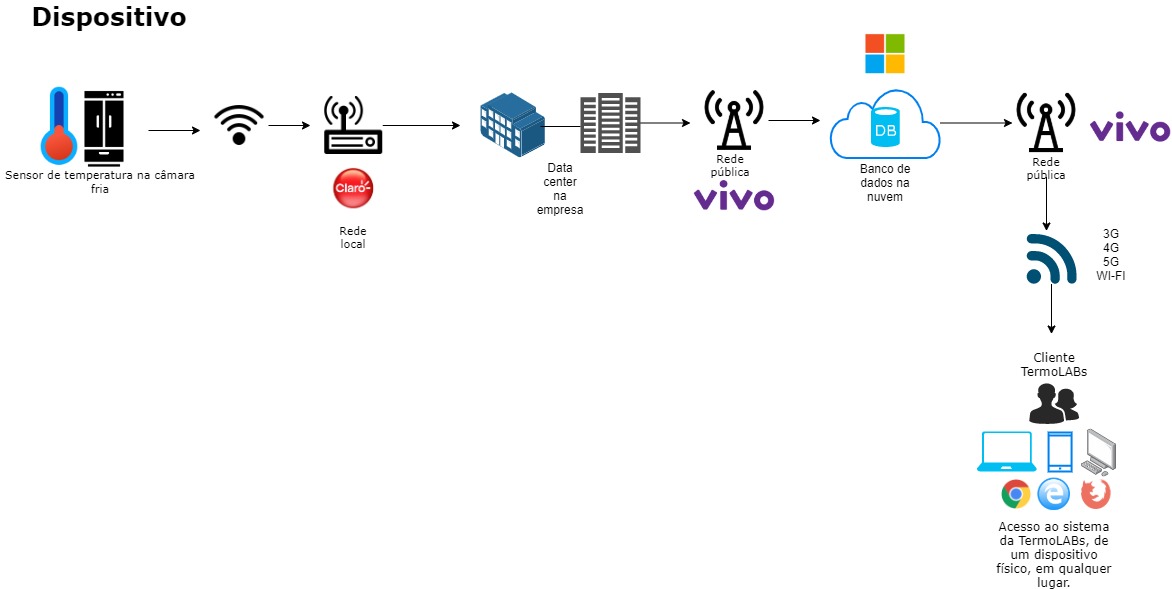 Dispositivo
Sensor de temperatura na câmara
fria
Claro
Rede
local
Data
center
na
empresa
Rede
pública
vivo
DB
Banco de
dados na
nuvem
Rede
pública
vivo
3G
4G
5G
WI-FI
Cliente
TermoLABs
Acesso ao sistema
da TermoLABs, de
um dispositivo
físico, em qualquer
lugar.